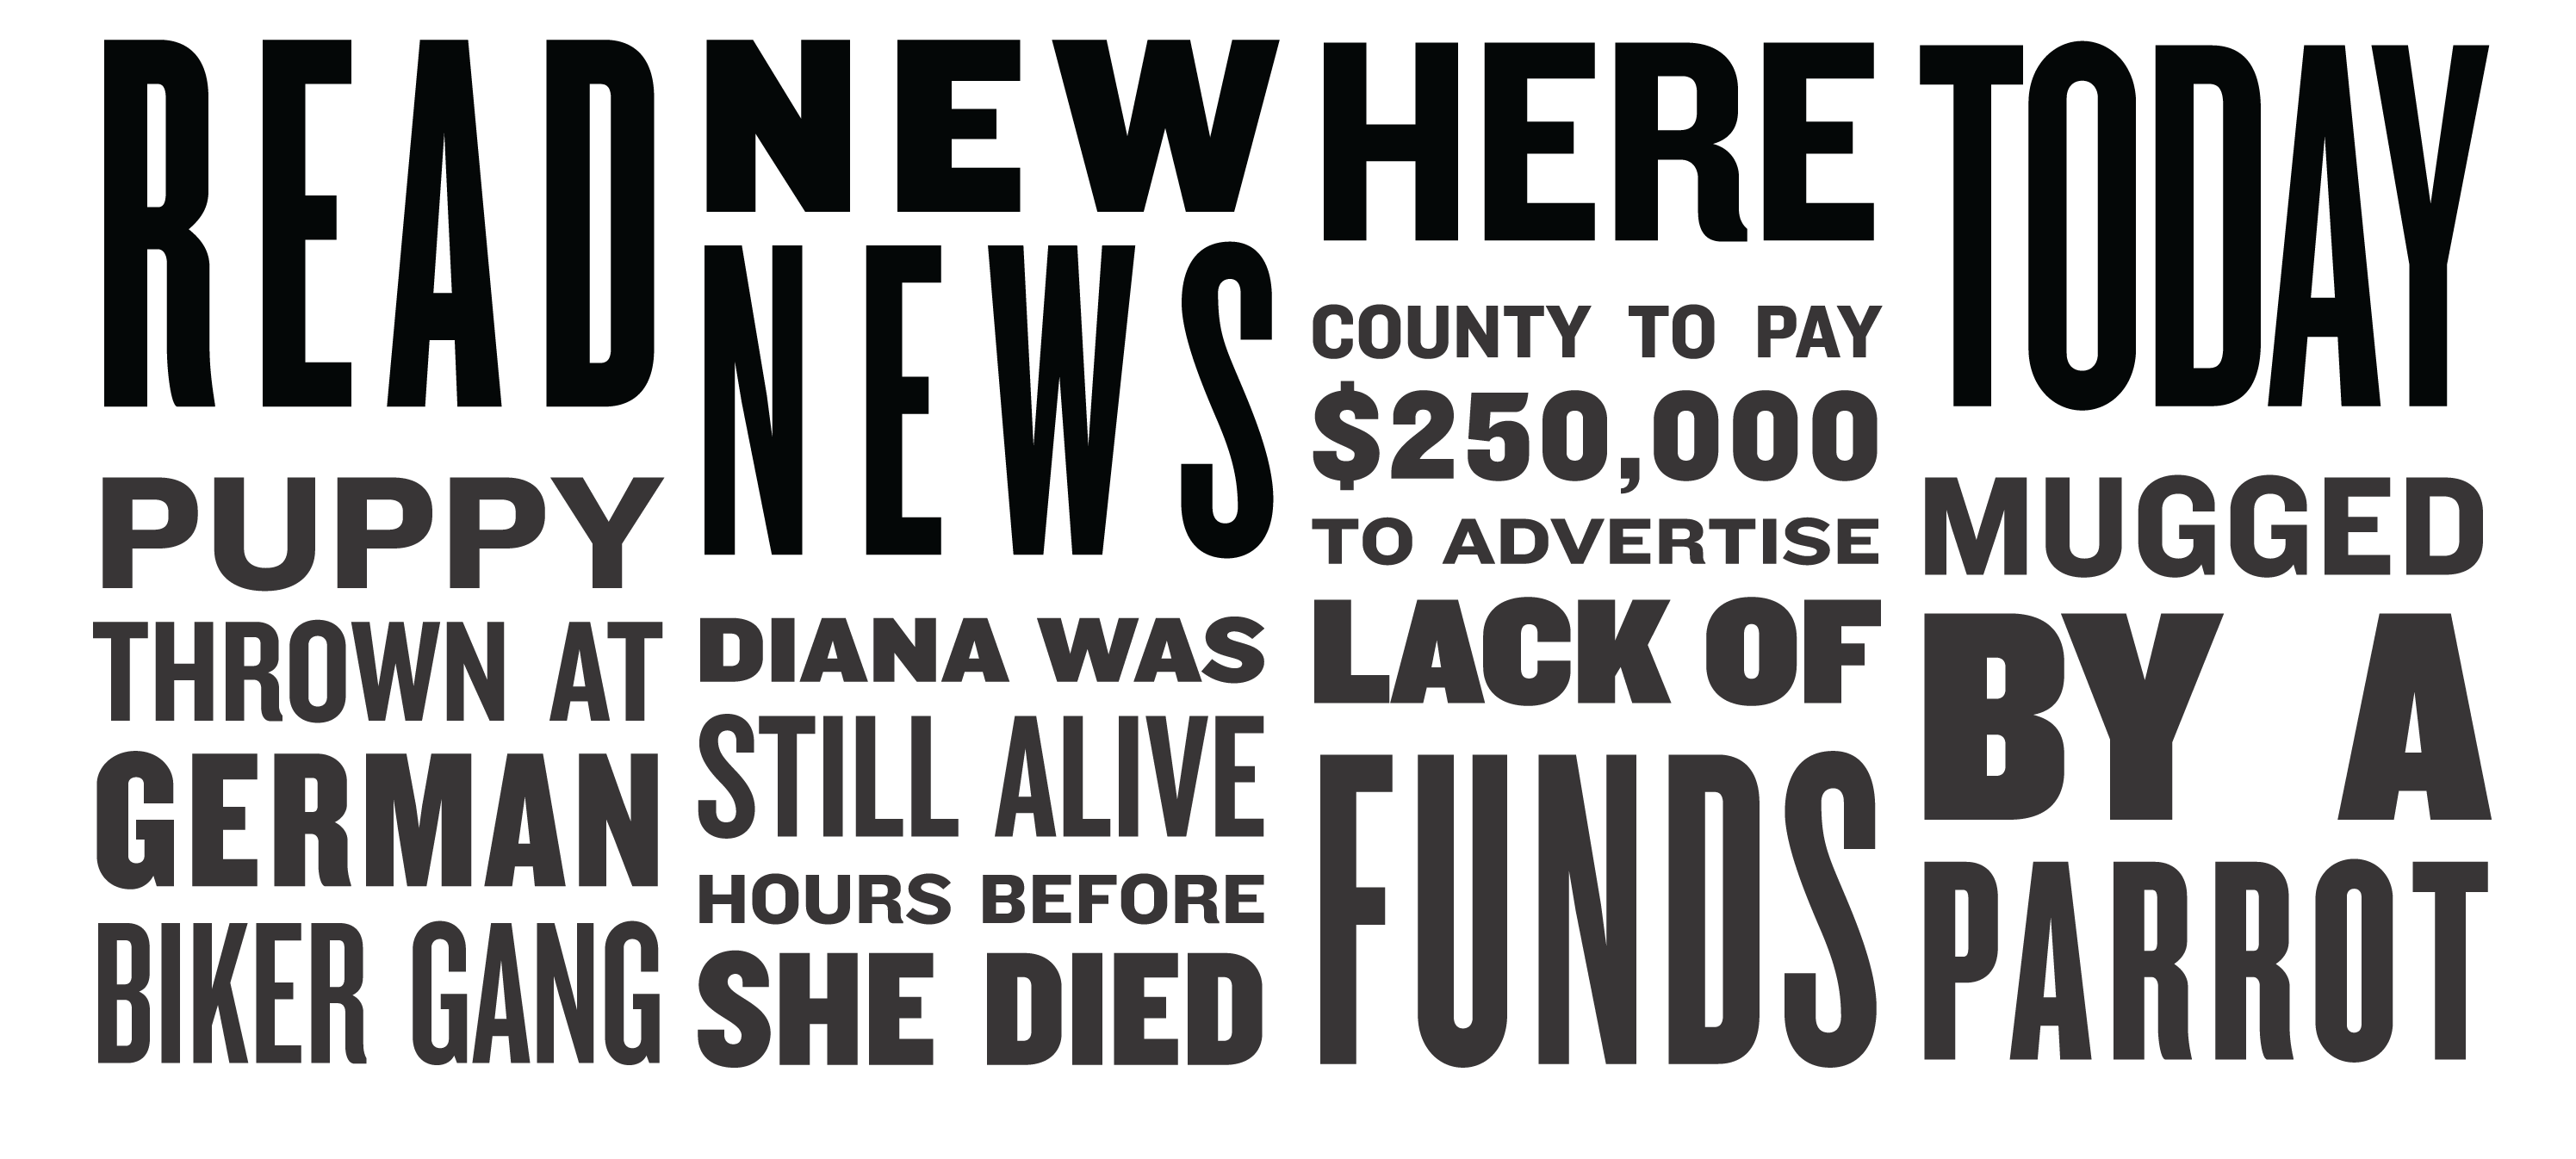 READ
PUPPY
THROWN AT
GERMAN
BIKER GANG
NEW
NEWS
DIANA WAS
STILL ALIVE
HOURS BEFORE
SHE DIED
HERE
COUNTY TO PAY
$250,000
TO ADVERTISE
LACK OF
FUNDS
TODAY
MUGGED
BY A
PARROT